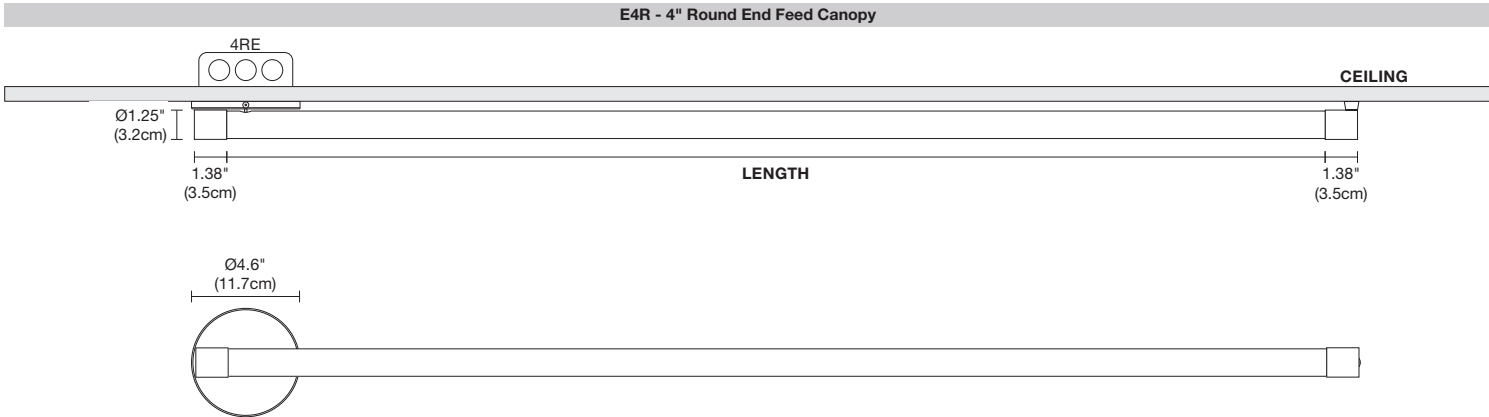 E4R - 4" Round End Feed Canopy
4RE
CEILING
Ø1.25"
(3.2cm)
1.38"
(3.5cm)
LENGTH
1.38"
(3.5cm)
Ø4.6"
(11.7cm)